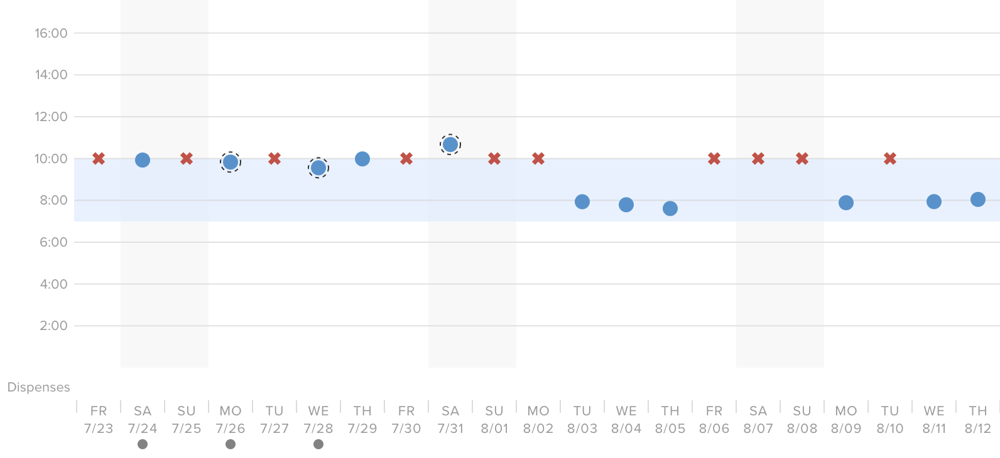 16:00
14:00
12:00
10:00
8:00
6:00
4:00
2:00
Dispenses
FR SA SU MO TU WE TH FR SA SU MO TU WE TH FR SA SU MO TU WE TH
7/23 7/24 7/25 7/26 7/27 7/28 7/29 7/30 7/31 8/01 8/02 8/03 8/04 8/05 8/06 8/07 8/08 8/09 8/10 8/11 8/12